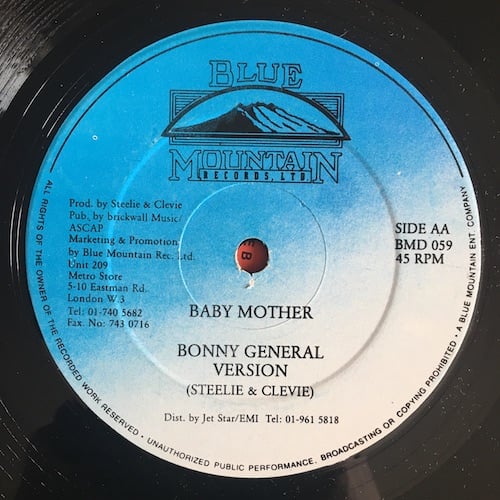 BLUE
MOUNTAIN
RECORDS, LTD.
Prod. by Steelie & Clevie
Pub. by brickwall Music/
ASCAP
Marketing & Promotion
by Blue Mountain Rec. Ltd.
Unit 209
Metro Store
5-10 Eastman Rd.
London W.3
Tel: 01-740 5682
Fax. No: 743 0716
SIDE AA
BMD 059
45 RPM
BABY MOTHER
BONNY GENERAL
VERSION
(STEELIE & CLEVIE)
Dist. by Jet Star/EMI Tel: 01-961 5818
ALL RIGHTS OF THE OWNER OF THE RECORDED WORK RESERVED • UNAUTHORIZED PUBLIC PERFORMANCE, BROADCASTING OR COPYING PROHIBITED • A BLUE MOUNTAIN ENT. COMPANY